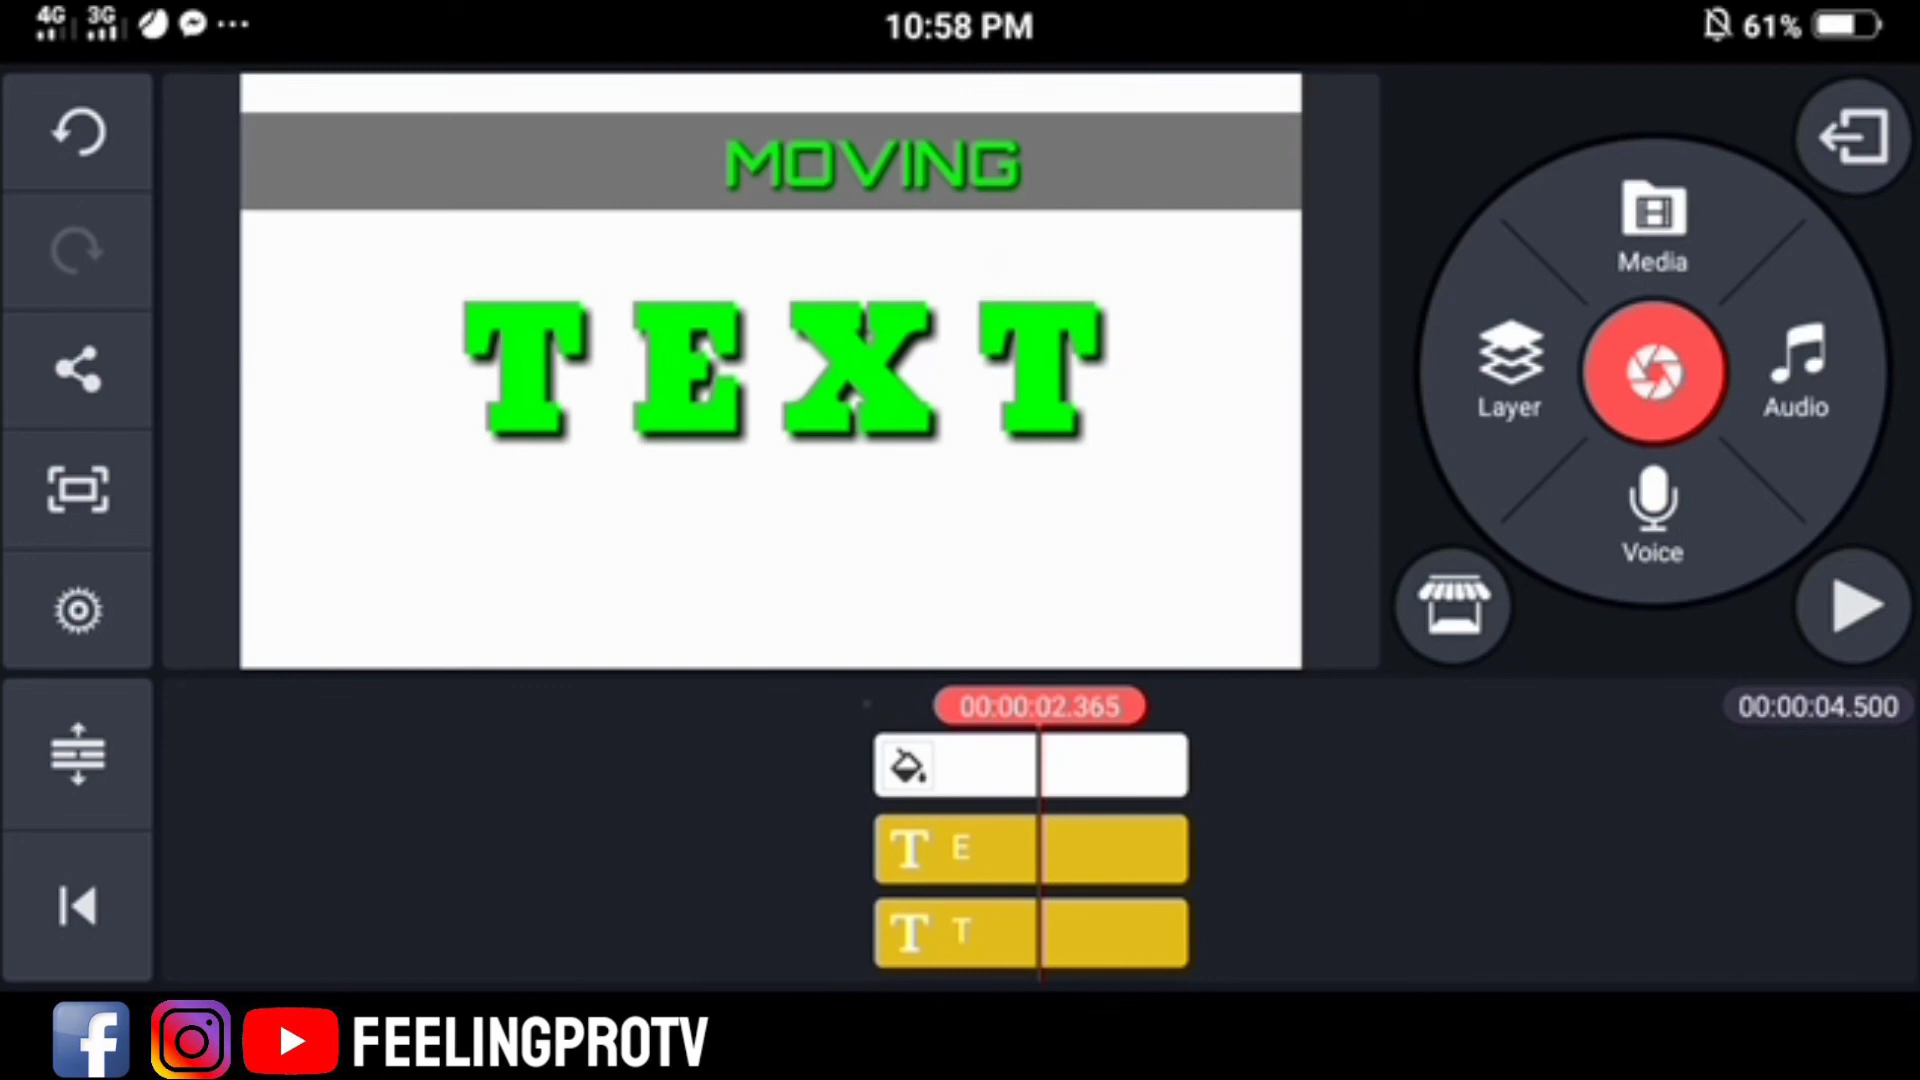 4G 3G 10:58 PM 61%
MOVING
TEXT
Media
Layer
Audio
Voice
00:00:02.365
00:00:04.500
T E
T T
f FEELINGPROTV